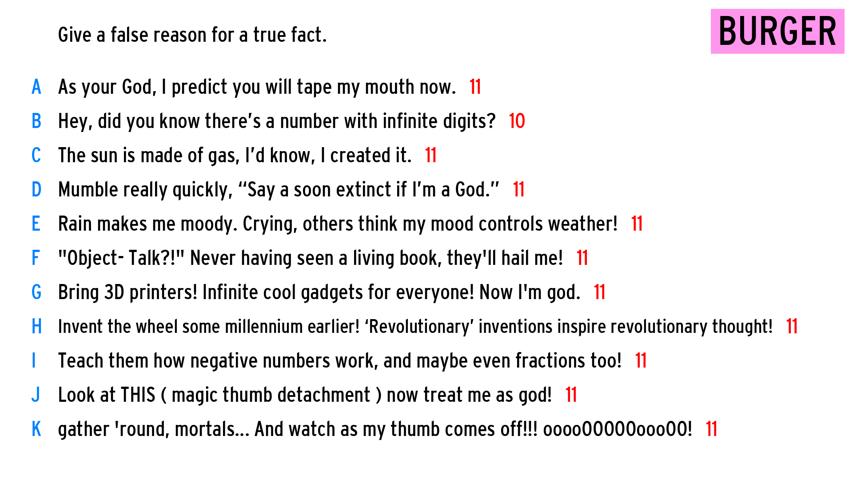 Give a false reason for a true fact.
BURGER
A As your God, I predict you will tape my mouth now. 11
B Hey, did you know there's a number with infinite digits? 10
C The sun is made of gas, I'd know, I created it. 11
D Mumble really quickly, “Say a soon extinct if I'm a God.” 11
E Rain makes me moody. Crying, others think my mood controls weather! 11
F "Object- Talk?!" Never having seen a living book, they'll hail me! 11
G Bring 3D printers! Infinite cool gadgets for everyone! Now I'm god. 11
H Invent the wheel some millennium earlier! ‘Revolutionary’ inventions inspire revolutionary thought! 11
I Teach them how negative numbers work, and maybe even fractions too! 11
J Look at THIS ( magic thumb detachment ) now treat me as god! 11
K gather 'round, mortals... And watch as my thumb comes off!!! ooooOOOOOoooOO! 11